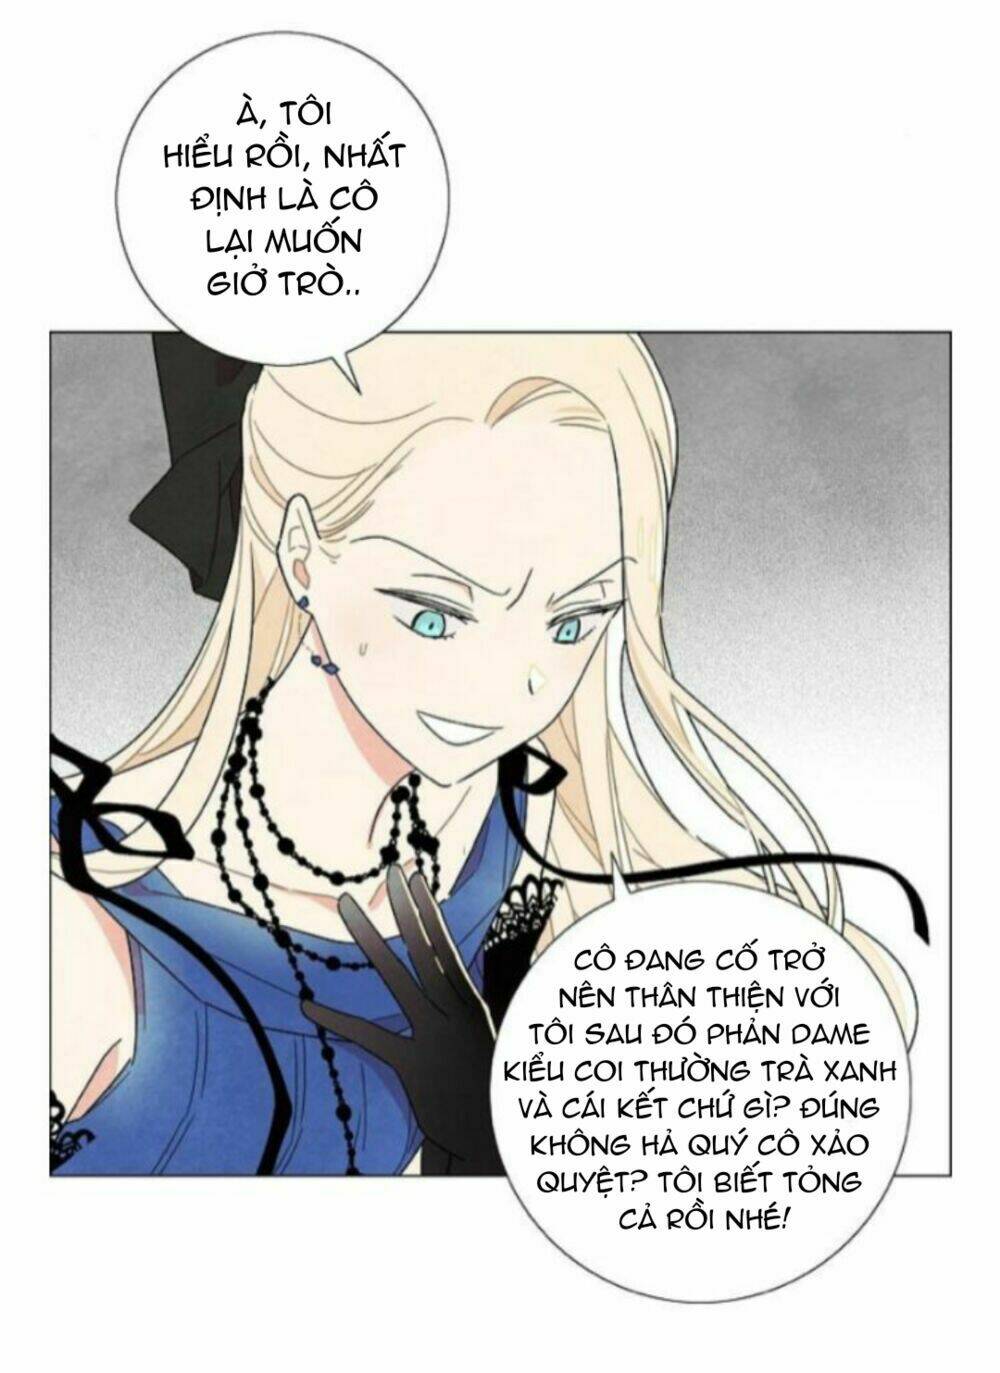 À, TÔI
HIỂU RỒI, NHẤT
ĐỊNH LÀ CÔ
LẠI MUỐN
GIỞ TRÒ..
CÔ ĐANG CỐ TRỞ
NÊN THÂN THIỆN VỚI
TÔI SAU ĐÓ PHẢN DAME
KIỂU COI THƯỜNG TRÀ XANH
VÀ CÁI KẾT CHỨ GÌ? ĐÚNG
KHÔNG HẢ QUÝ CÔ XẢO
QUYỆT? TÔI BIẾT TỎNG
CẢ RỒI NHÉ!